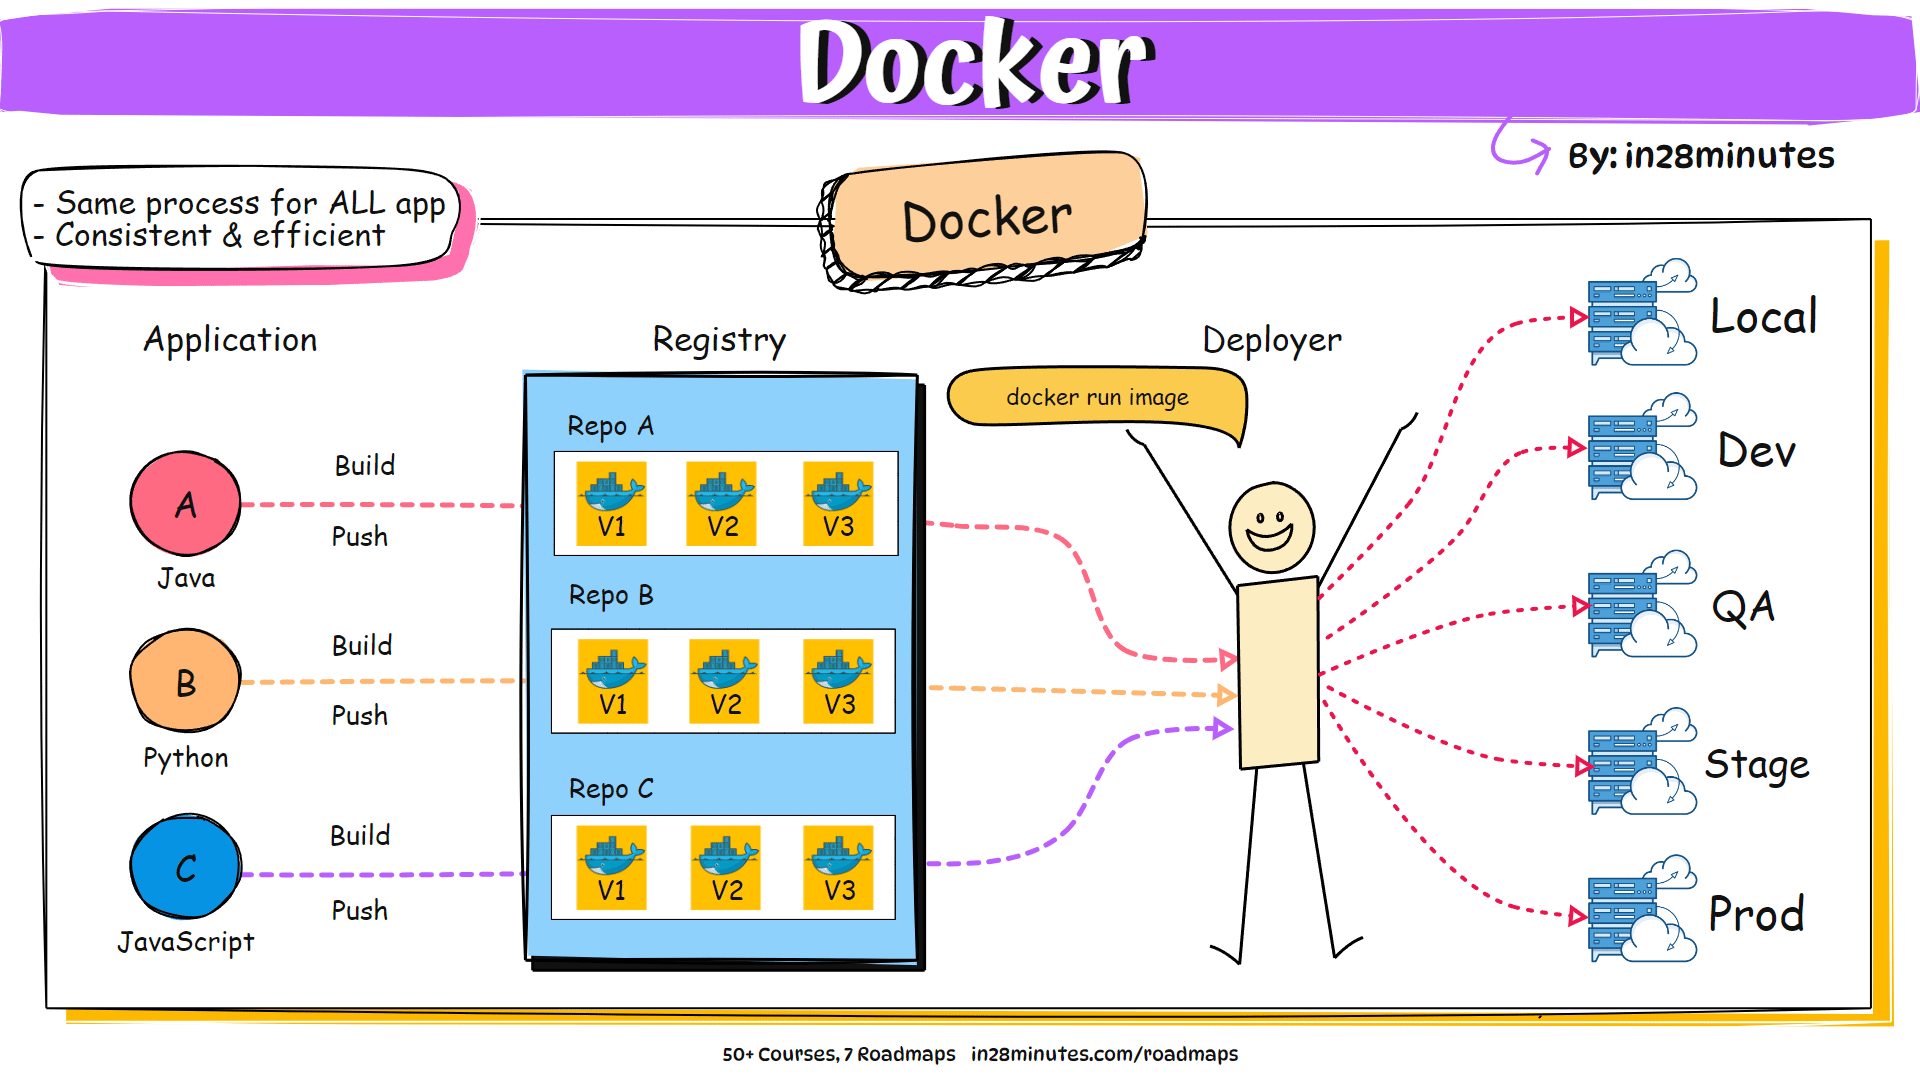 Docker
By: in28minutes
- Same process for ALL app
- Consistent & efficient
Docker
Application
Registry
Deployer
docker run image
Repo A
V1
V2
V3
Repo B
V1
V2
V3
Repo C
V1
V2
V3
A
Java
Build
Push
B
Python
Build
Push
C
JavaScript
Build
Push
Local
Dev
QA
Stage
Prod
50+ Courses, 7 Roadmaps in28minutes.com/roadmaps